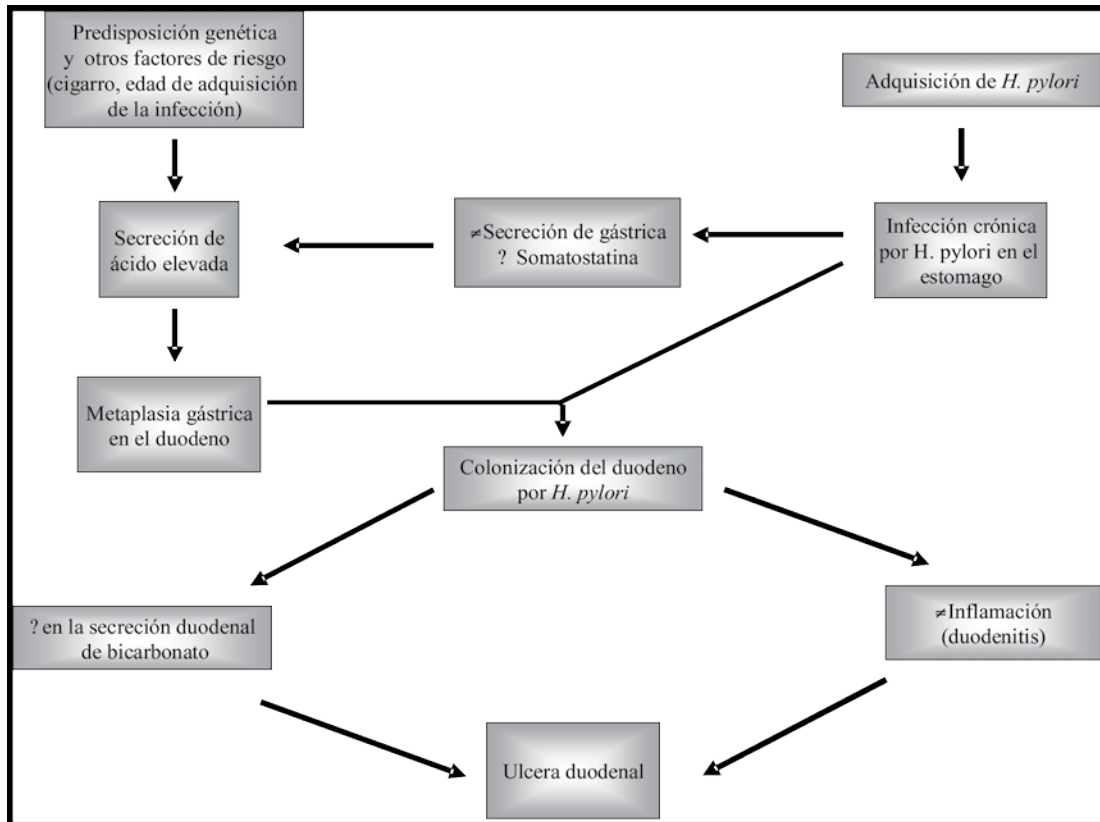 Predisposición genética
y otros factores de riesgo
(cigarro, edad de adquisición
de la infección)
Adquisición de H. pylori
Secreción de
ácido elevada
≠Secreción de gástrica
? Somatostatina
Infección crónica
por H. pylori en el
estomago
Metaplasia gástrica
en el duodeno
Colonización del duodeno
por H. pylori
? en la secreción duodenal
de bicarbonato
≠Inflamación
(duodenitis)
Ulcera duodenal